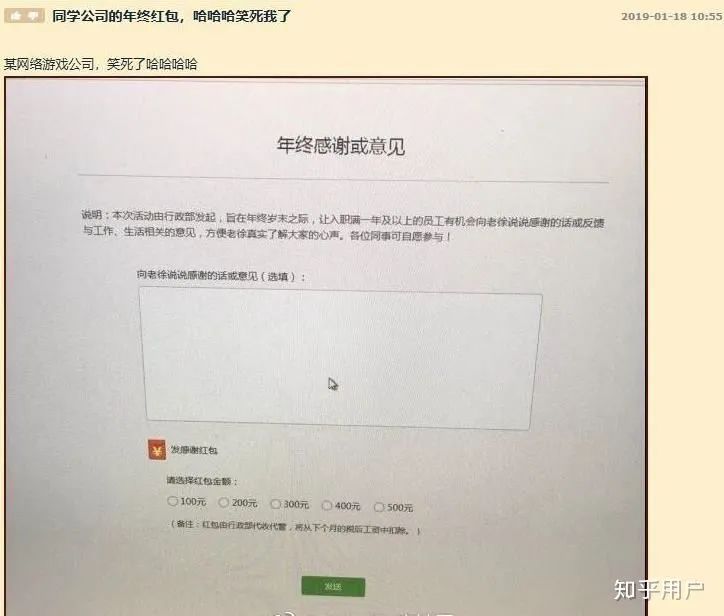 同学公司的年终红包，哈哈哈笑死我了
2019-01-18 10:55
某网络游戏公司，笑死了哈哈哈哈
年终感谢或意见
说明：本次活动由行政部发起，旨在年终岁末之际，让入职满一年及以上的员工有机会向老徐说说感谢的话或反馈
与工作、生活相关的意见，方便老徐真实了解大家的心声。各位同事可自愿参与！
向老徐说说感谢的话或意见（选填）：
¥ 发感谢红包
请选择红包金额：
100元 200元 300元 400元 500元
（备注：红包由行政部代收代管，将从下个月的税后工资中扣除。）
发送
知乎用户